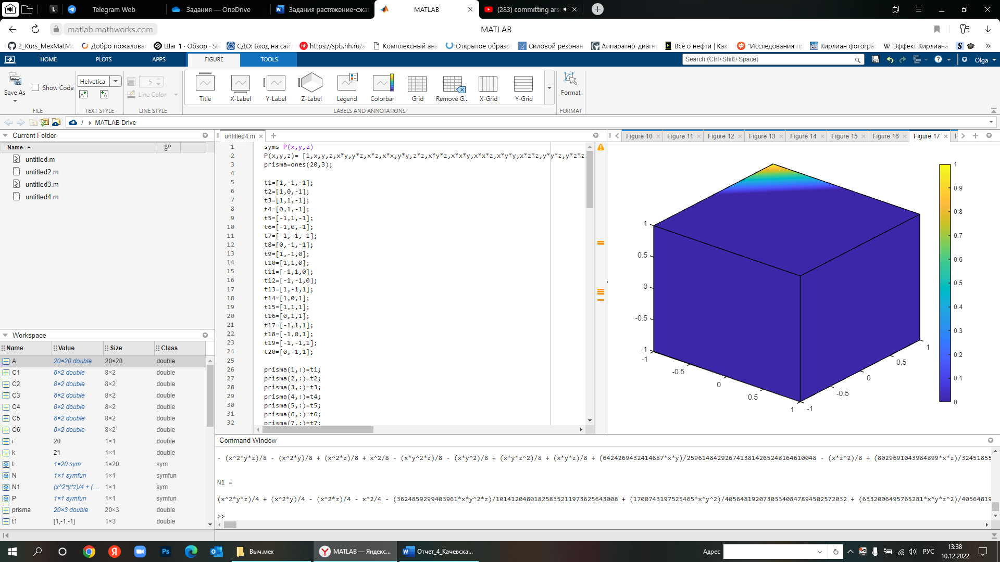 Telegram Web
Задания — OneDrive
Задания растяжение-сжат
MATLAB
(283) committing arso
matlab.mathworks.com
MATLAB
2_Kurs_MexMatMo
Добро пожаловат
Шаг 1 · Обзор · Ste
СДО: Вход на сайт
https://spb.hh.ru/a
Комплексный ана
Открытое образо
Силовой резонан
Аппаратно-диагн
Все о нефти | Как
"Исследования пр
Кирлиан фотограф
Эффект Кирлиана
HOME
PLOTS
APPS
FIGURE
TOOLS
Search (Ctrl+Shift+Space)
Olga
Save As
Show Code
Helvetica
5
Line Color
Title
X-Label
Y-Label
Z-Label
Legend
Colorbar
Grid
Remove G...
X-Grid
Y-Grid
Format
FILE
TEXT STYLE
LINE STYLE
LABELS AND ANNOTATIONS
FORMAT
/ > MATLAB Drive
Current Folder
Name
untitled.m
untitled2.m
untitled3.m
untitled4.m
Workspace
Name Value Size Class
A 20×20 double 20×20 double
C1 8×2 double 8×2 double
C2 8×2 double 8×2 double
C3 8×2 double 8×2 double
C4 8×2 double 8×2 double
C5 8×2 double 8×2 double
C6 8×2 double 8×2 double
i 20 1×1 double
k 21 1×1 double
L 1×20 sym 1×20 sym
N 1×1 symfun 1×1 symfun
N1 (x^2*y*z)/4 + (... 1×1 sym
P 1×1 symfun 1×1 symfun
prisma 20×3 double 20×3 double
t1 [1,-1,-1] 1×3 double
untitled4.m
1 syms P(x,y,z)
2 P(x,y,z)= [1,x,y,z,x*y,y*z,x*z,x*x,y*y,z*z,x*y*z,x*x*y,x*x*z,x*y*y,x*z*z,y*y*z,y*z*z
3 prisma=ones(20,3);
4
5 t1=[1,-1,-1];
6 t2=[1,0,-1];
7 t3=[1,1,-1];
8 t4=[0,1,-1];
9 t5=[-1,1,-1];
10 t6=[-1,0,-1];
11 t7=[-1,-1,-1];
12 t8=[0,-1,-1];
13 t9=[1,-1,0];
14 t10=[1,1,0];
15 t11=[-1,1,0];
16 t12=[-1,-1,0];
17 t13=[1,-1,1];
18 t14=[1,0,1];
19 t15=[1,1,1];
20 t16=[0,1,1];
21 t17=[-1,1,1];
22 t18=[-1,0,1];
23 t19=[-1,-1,1];
24 t20=[0,-1,1];
25
26 prisma(1,:)=t1;
27 prisma(2,:)=t2;
28 prisma(3,:)=t3;
29 prisma(4,:)=t4;
30 prisma(5,:)=t5;
31 prisma(6,:)=t6;
32 prisma(7,:)=t7;
Figure 10
Figure 11
Figure 12
Figure 13
Figure 14
Figure 15
Figure 16
Figure 17
F
1
0.5
0
-0.5
-1
-1
-0.5
0
0.5
1
-1
-0.5
0
0.5
1
1
0.9
0.8
0.7
0.6
0.5
0.4
0.3
0.2
0.1
0
Command Window
- (x^2*y*z)/8 - (x^2*y)/8 + (x^2*z)/8 + x^2/8 - (x*y^2*z)/8 - (x*y^2)/8 + (x*y*z^2)/8 + (x*y*z)/8 + (6424269432414687*x*y)/259614842926741381426524816461004​8 - (x*z^2)/8 + (8029691043984899*x*z)/32451855
N1 =
(x^2*y*z)/4 + (x^2*y)/4 - (x^2*z)/4 - x^2/4 - (3624859299403961*x*y^2*z)/10141204801825835211973625643008 + (1700743197525465*x*y^2)/40564819207303340847894502572032 + (6332006495765281*x*y*z^2)/40564819
>>
Выч.мех
MATLAB — Яндекс...
Отчет_4_Качевска...
Адрес
РУС
13:38
10.12.2022